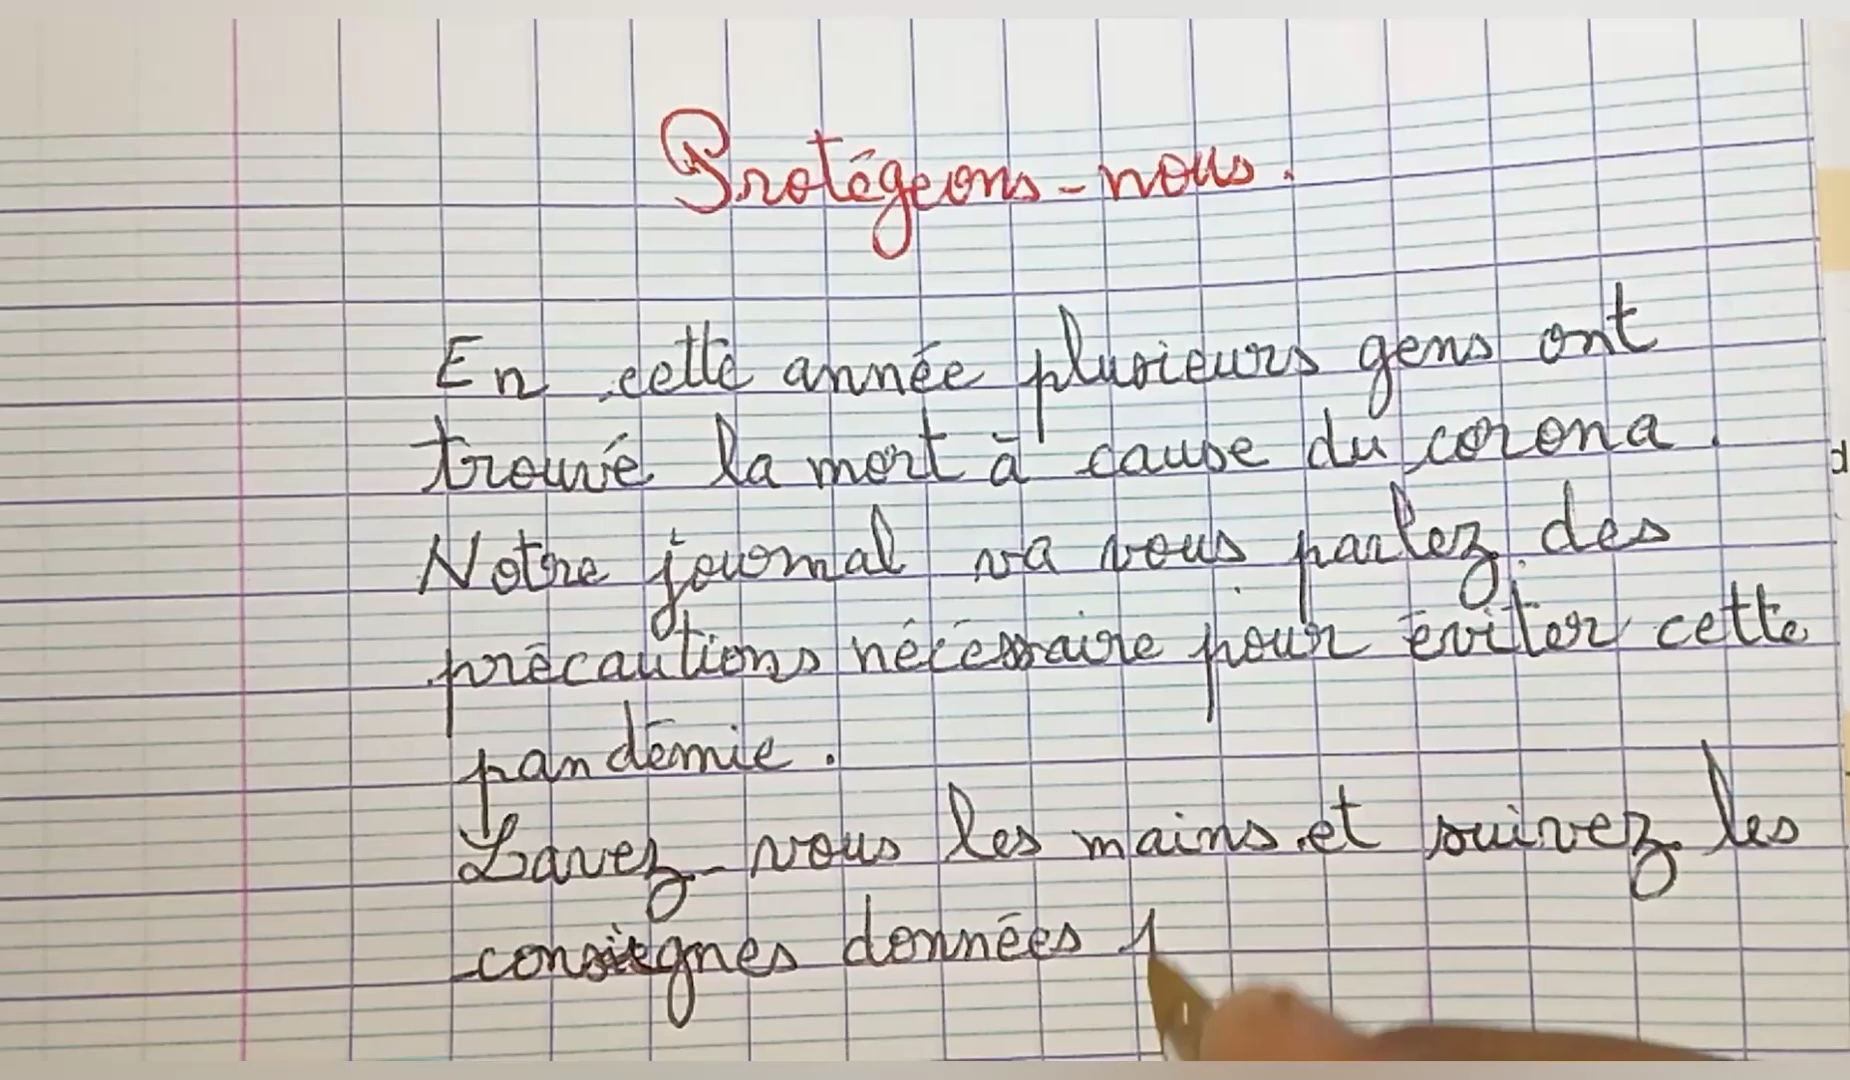 Protégeons-nous.
En cette année plusieurs gens ont
trouvé la mort à cause du corona.
Notre journal va vous parlez des
précautions nécéssaire pour éviter cette
pandémie.
Lavez-vous les mains et suivez les
consignes données